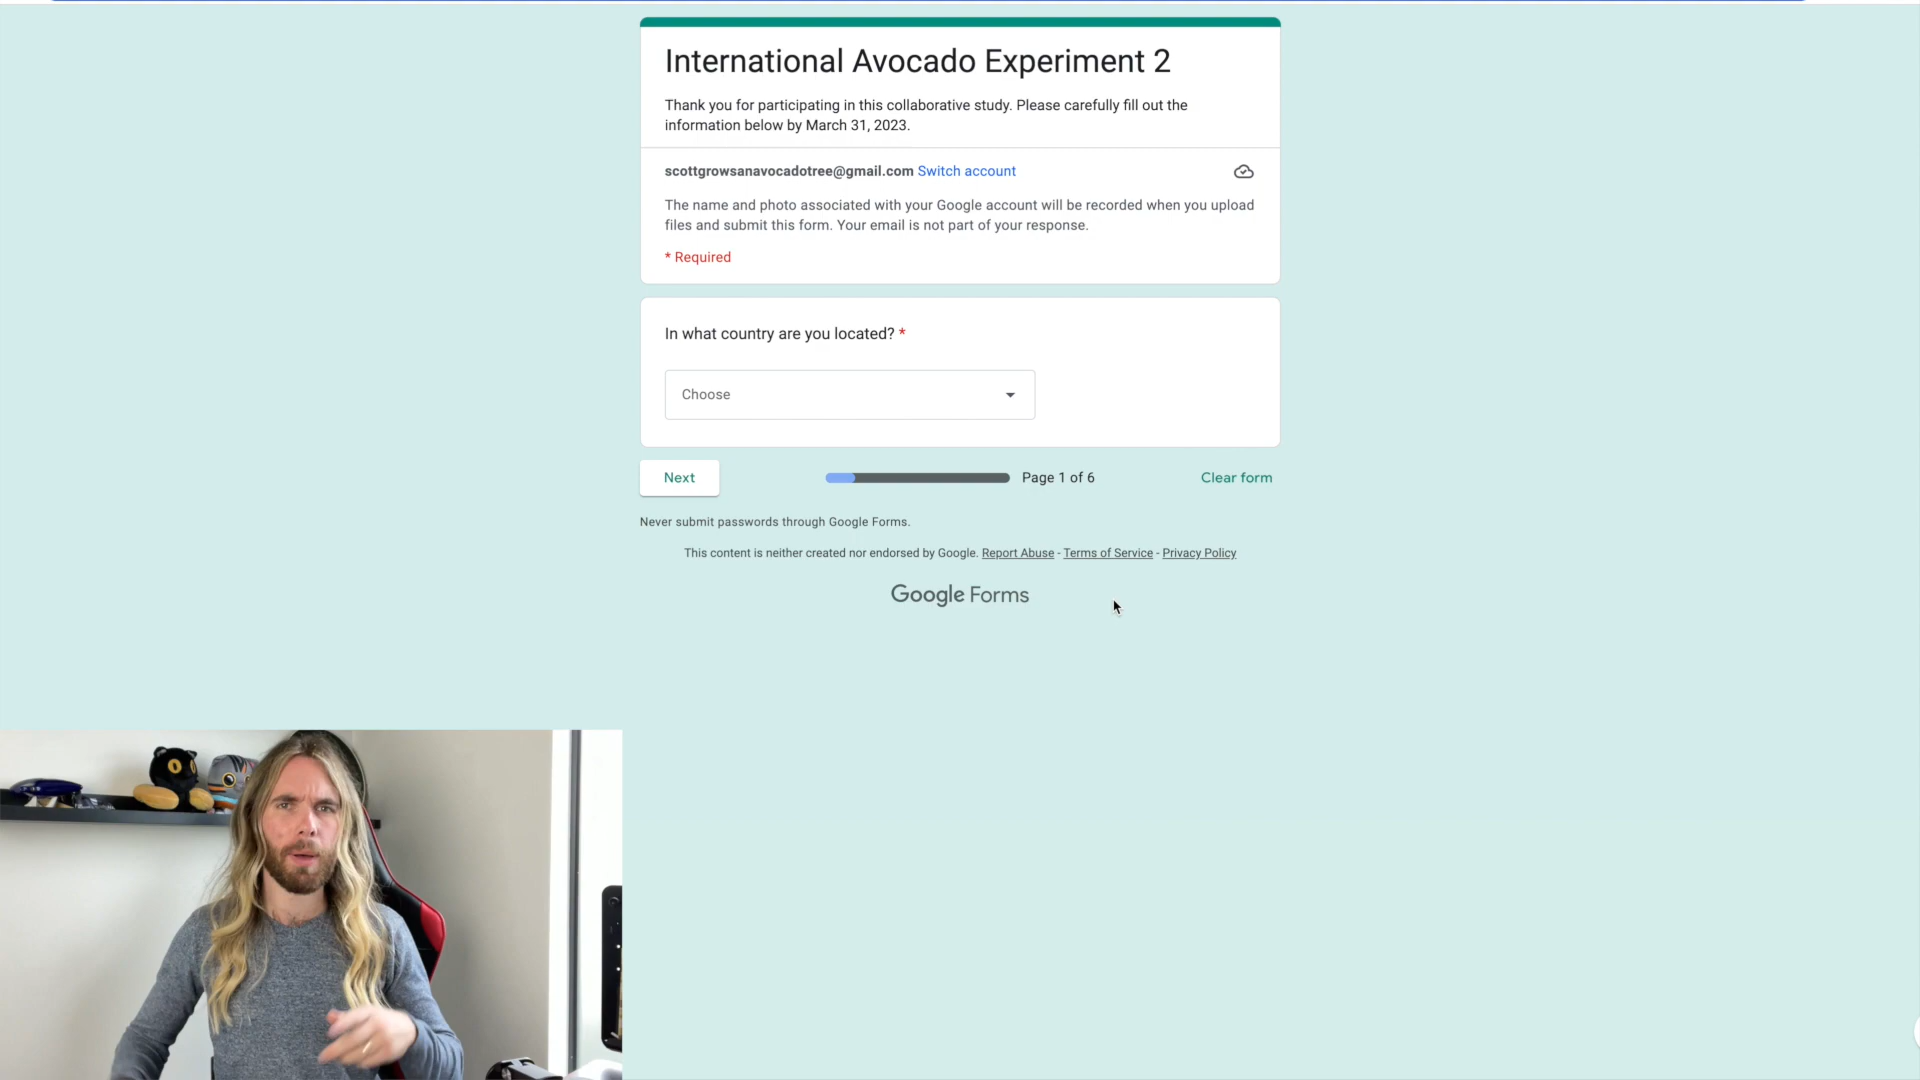 International Avocado Experiment 2
Thank you for participating in this collaborative study. Please carefully fill out the
information below by March 31, 2023.
scottgrowsanavocadotree@gmail.com Switch account
The name and photo associated with your Google account will be recorded when you upload
files and submit this form. Your email is not part of your response.
* Required
In what country are you located? *
Choose
Next
Page 1 of 6
Clear form
Never submit passwords through Google Forms.
This content is neither created nor endorsed by Google. Report Abuse - Terms of Service - Privacy Policy
Google Forms